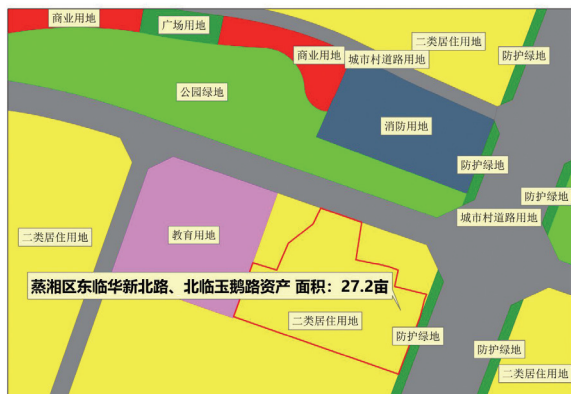 商业用地
广场用地
二类居住用地
商业用地
城市村道路用地
防护绿地
公园绿地
消防用地
防护绿地
防护绿地
城市村道路用地
二类居住用地
教育用地
蒸湘区东临华新北路、北临玉鹅路资产 面积：27.2亩
二类居住用地
防护绿地
防护绿地
二类居住用地